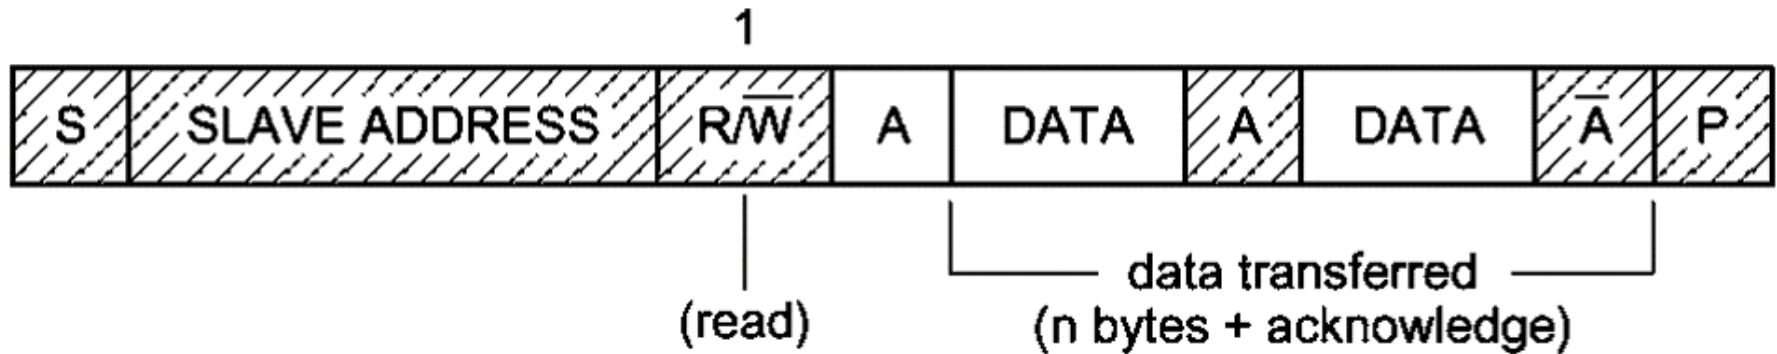 1
S SLAVE ADDRESS R/W̅ A DATA A DATA A̅ P
(read)
data transferred
(n bytes + acknowledge)